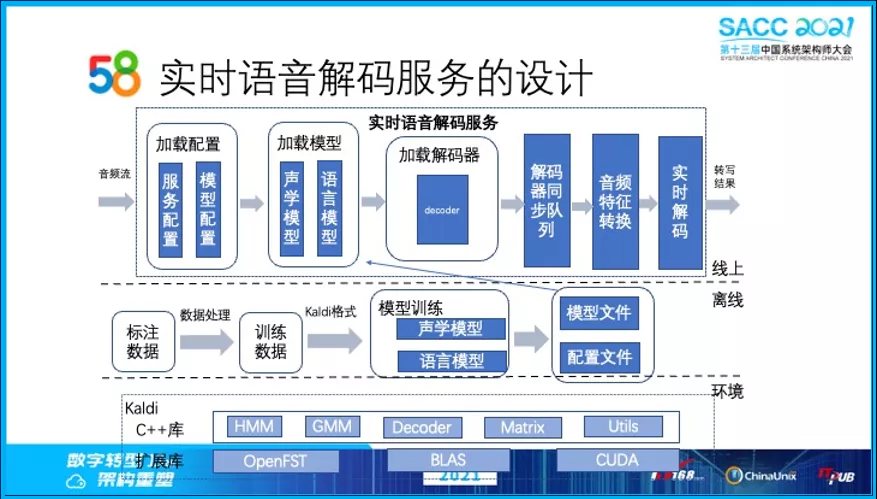 SACC 2021
第十三届中国系统架构师大会
SYSTEM ARCHITECT CONFERENCE CHINA 2021
58 实时语音解码服务的设计
实时语音解码服务
音频流
加载配置
服务配置
模型配置
加载模型
声学模型
语言模型
加载解码器
decoder
解码器同步队列
音频特征转换
实时解码
转写结果
线上
离线
标注数据
数据处理
训练数据
Kaldi格式
模型训练
声学模型
语言模型
模型文件
配置文件
环境
Kaldi
C++库
HMM
GMM
Decoder
Matrix
Utils
扩展库
OpenFST
BLAS
CUDA
数字转型
架构重塑
2021
ChinaUnix
ITPUB